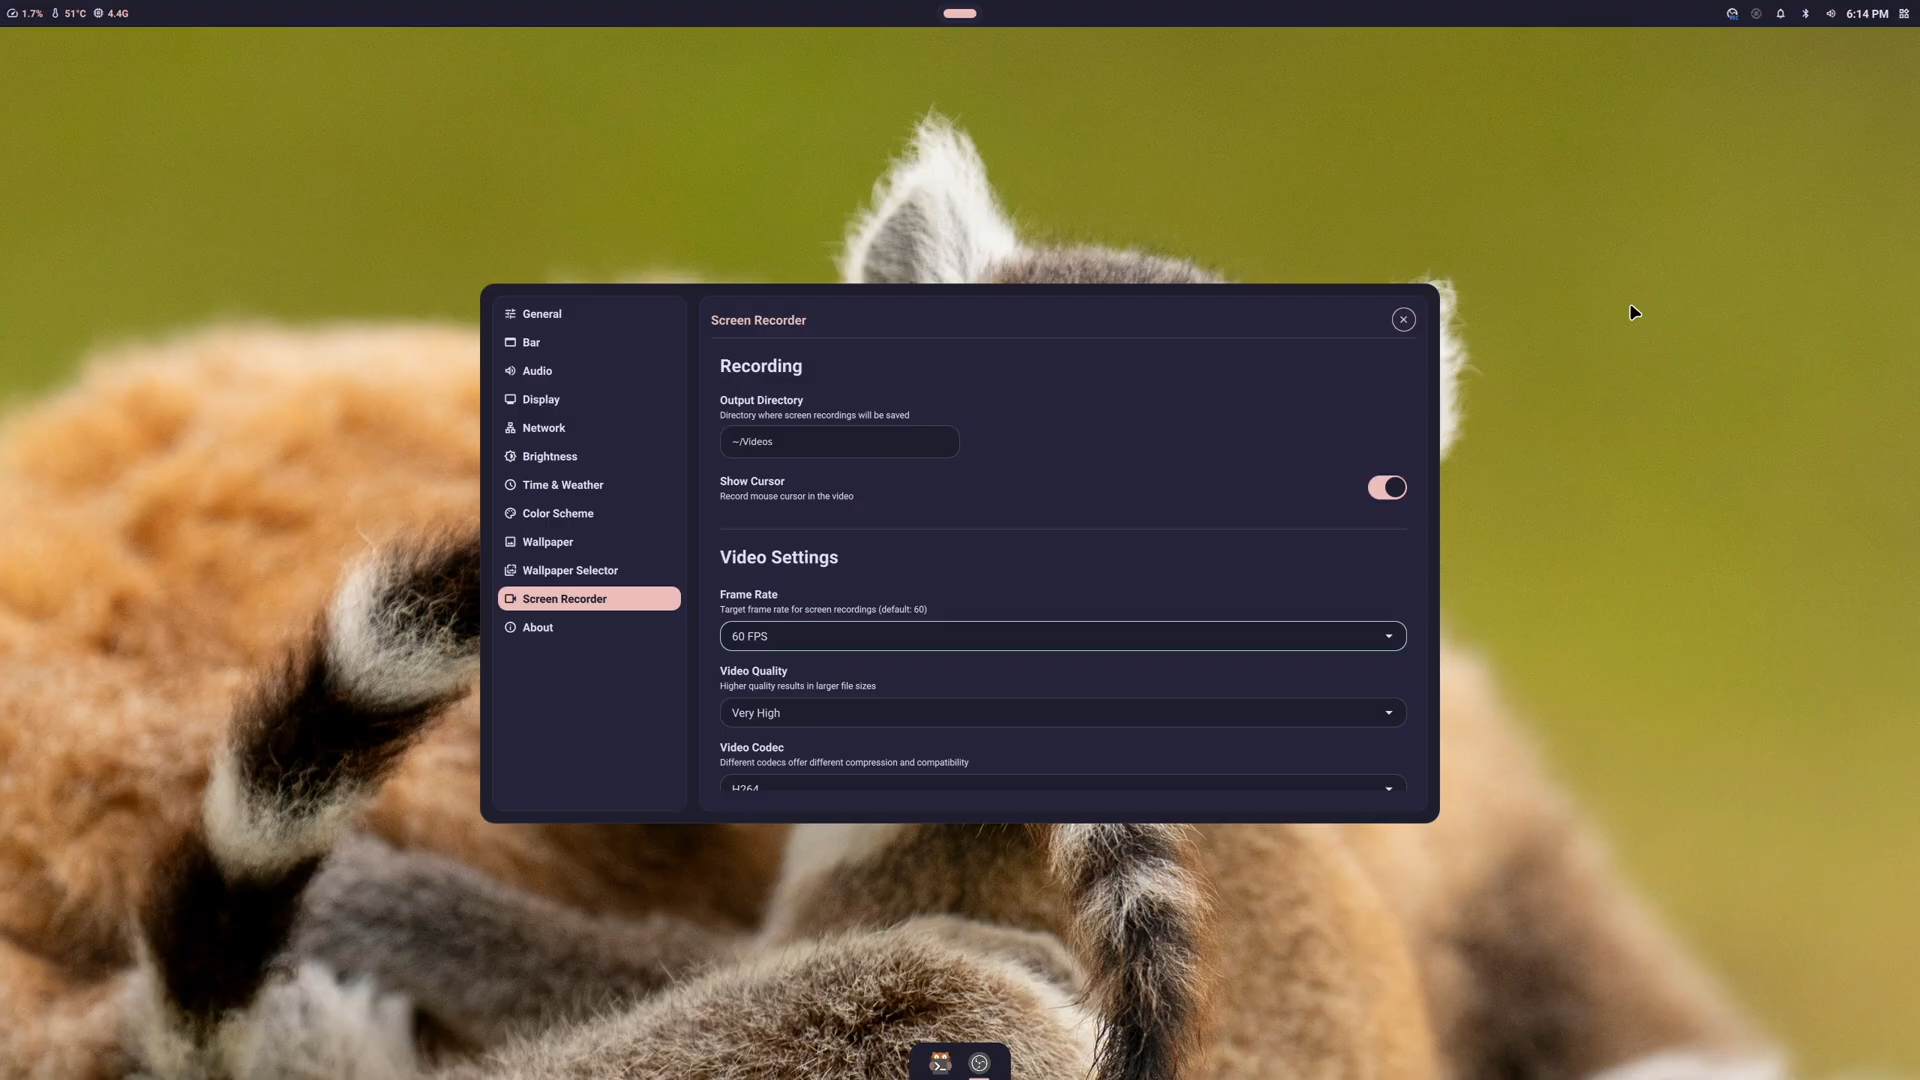 1.7% 51°C 4.4G
6:14 PM
General
Bar
Audio
Display
Network
Brightness
Time & Weather
Color Scheme
Wallpaper
Wallpaper Selector
Screen Recorder
About
Screen Recorder
Recording
Output Directory
Directory where screen recordings will be saved
~/Videos
Show Cursor
Record mouse cursor in the video
Video Settings
Frame Rate
Target frame rate for screen recordings (default: 60)
60 FPS
Video Quality
Higher quality results in larger file sizes
Very High
Video Codec
Different codecs offer different compression and compatibility
H264